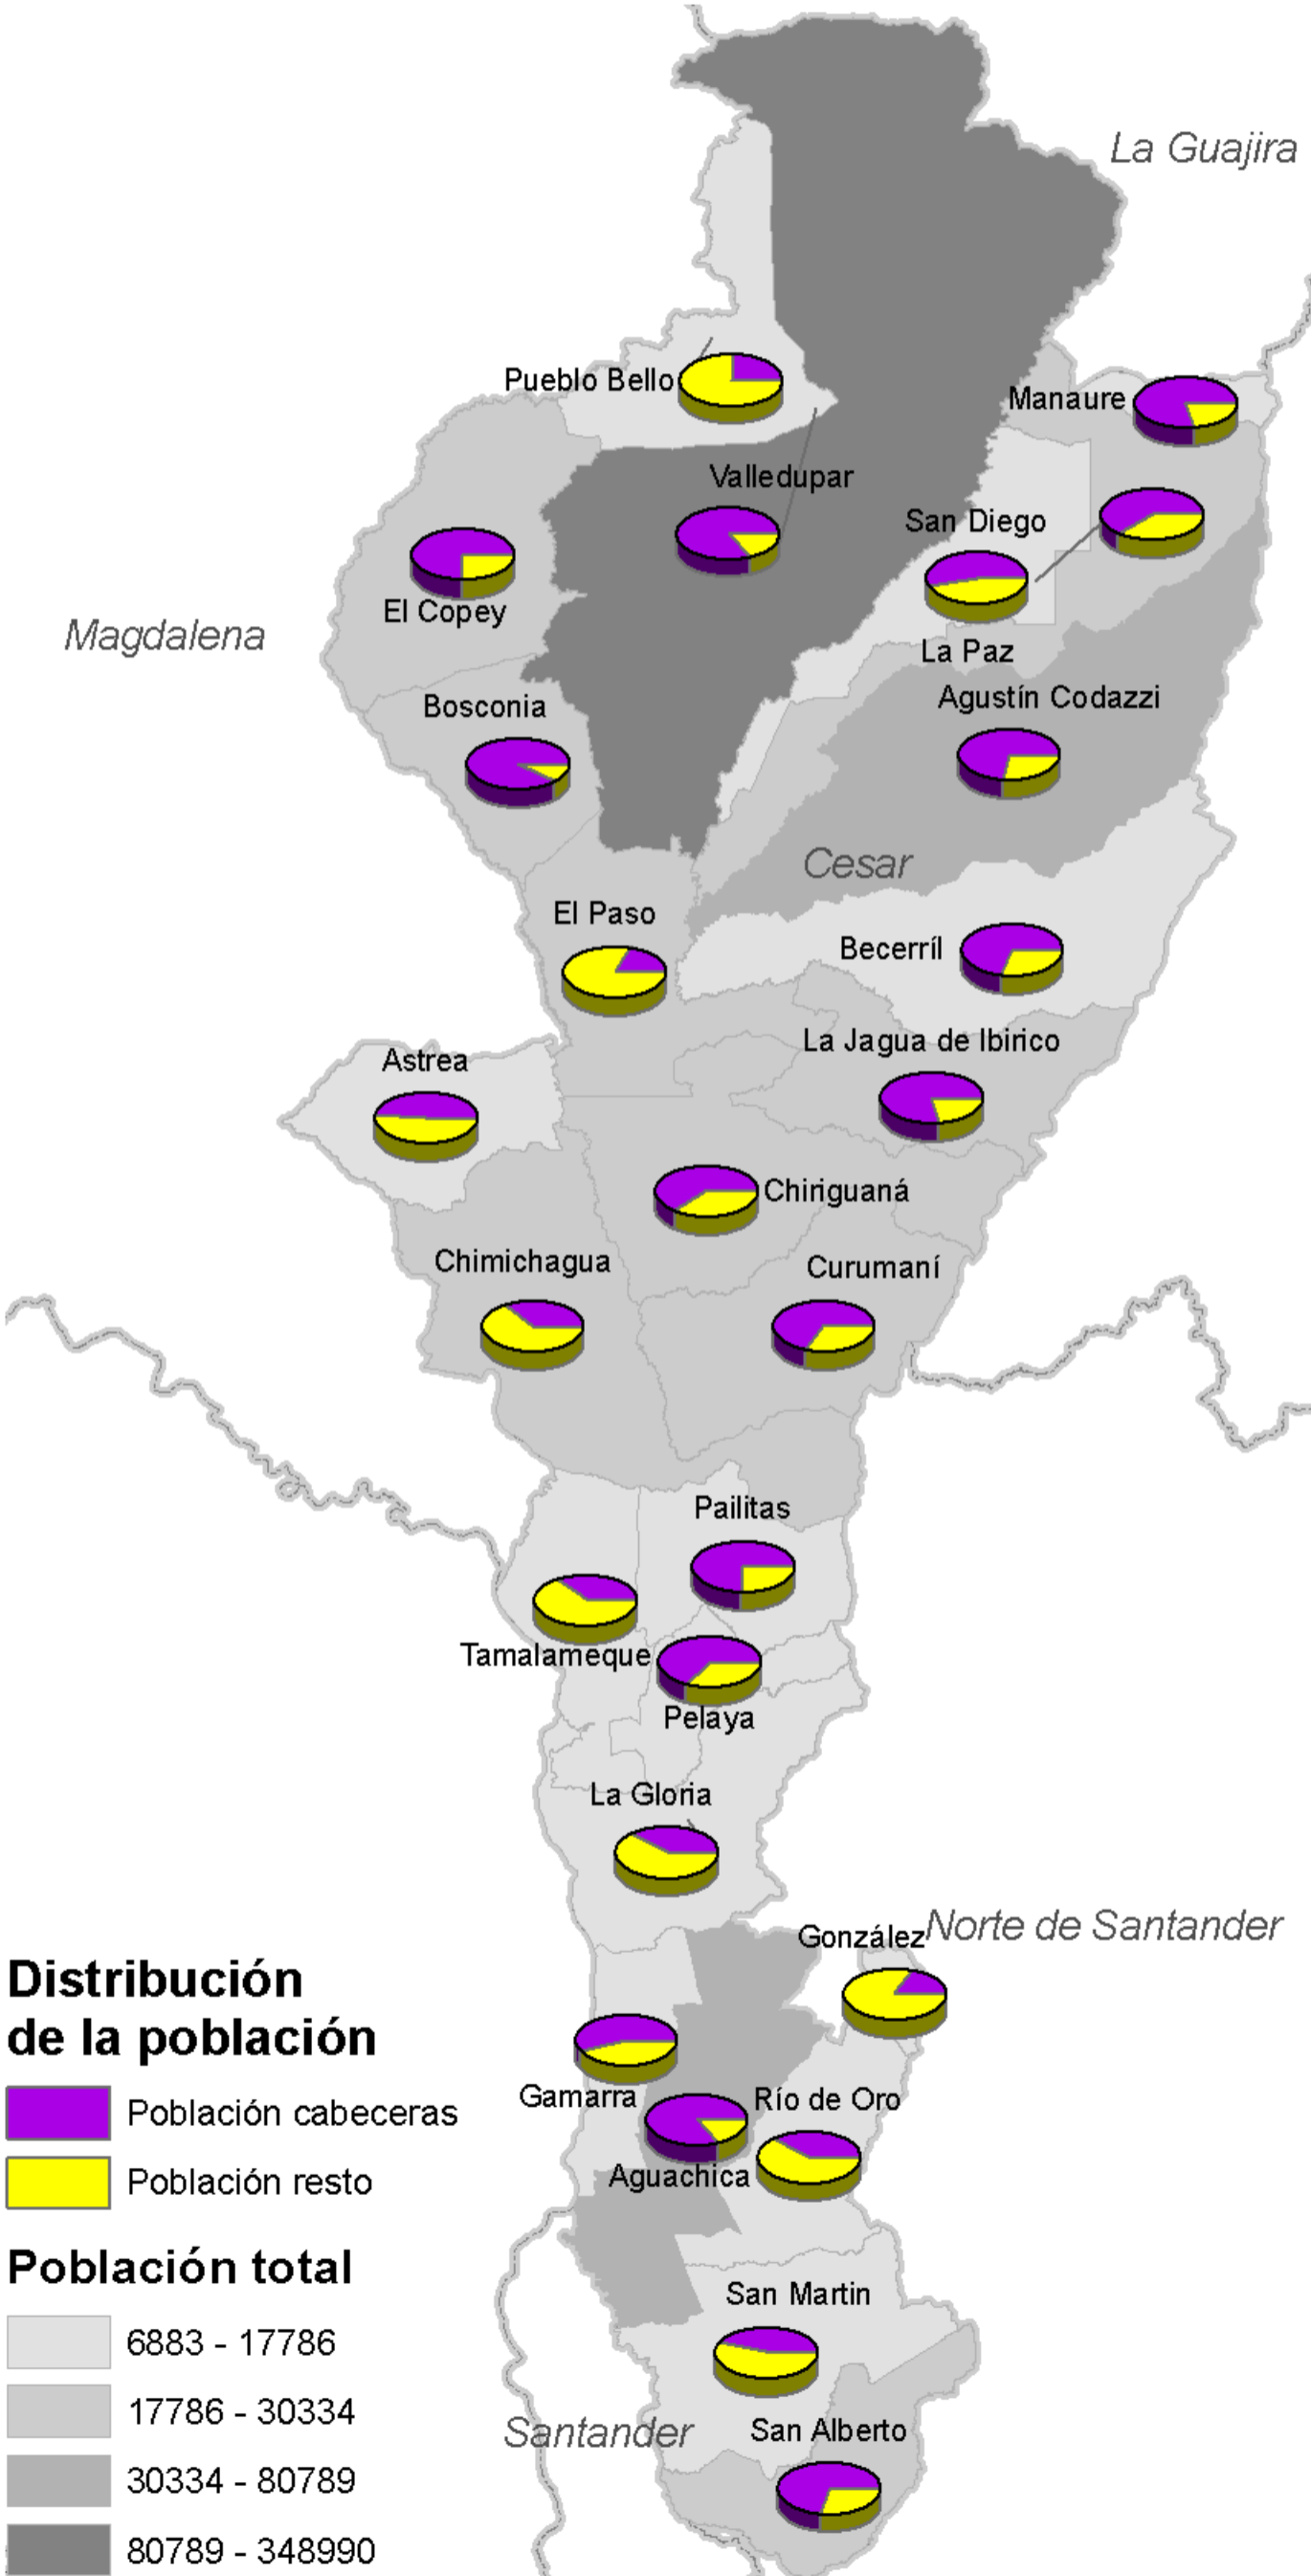 La Guajira
Pueblo Bello
Manaure
Valledupar
San Diego
El Copey
Magdalena
La Paz
Agustín Codazzi
Bosconia
Cesar
El Paso
Becerríl
La Jagua de Ibirico
Astrea
Chiriguaná
Chimichagua
Curumaní
Pailitas
Tamalameque
Pelaya
La Gloria
González
Norte de Santander
Distribución
de la población
Población cabeceras
Población resto
Gamarra
Río de Oro
Aguachica
Población total
6883 - 17786
17786 - 30334
30334 - 80789
80789 - 348990
San Martin
Santander
San Alberto